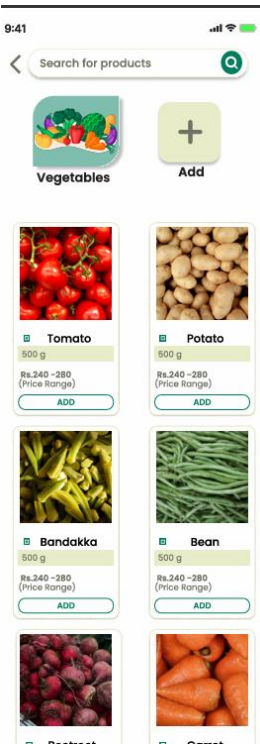 9:41
Search for products
Vegetables
Add
Tomato
500 g
Rs.240 -280
(Price Range)
ADD
Potato
500 g
Rs.240 -280
(Price Range)
ADD
Bandakka
500 g
Rs.240 -280
(Price Range)
ADD
Bean
500 g
Rs.240 -280
(Price Range)
ADD